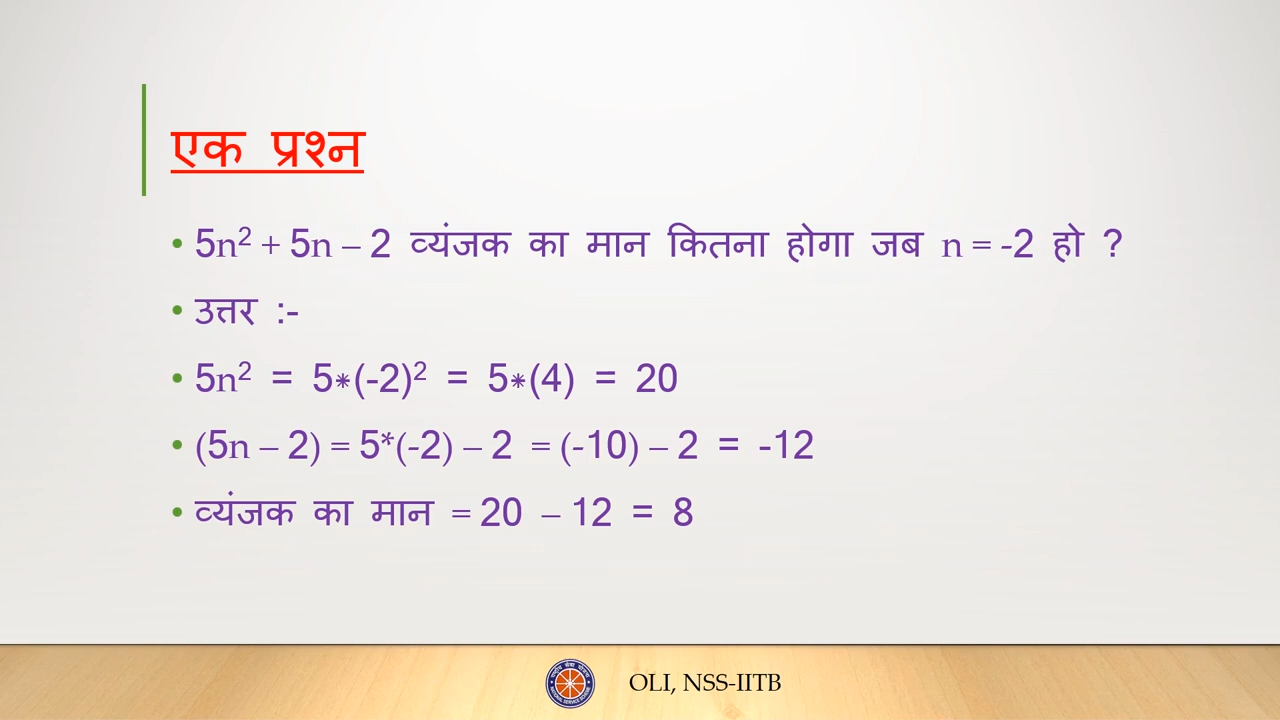 एक प्रश्न
• 5n² + 5n – 2 व्यंजक का मान कितना होगा जब n = -2 हो ?
• उत्तर :-
• 5n² = 5*(-2)² = 5*(4) = 20
• (5n – 2) = 5*(-2) – 2 = (-10) – 2 = -12
• व्यंजक का मान = 20 – 12 = 8
OLI, NSS-IITB